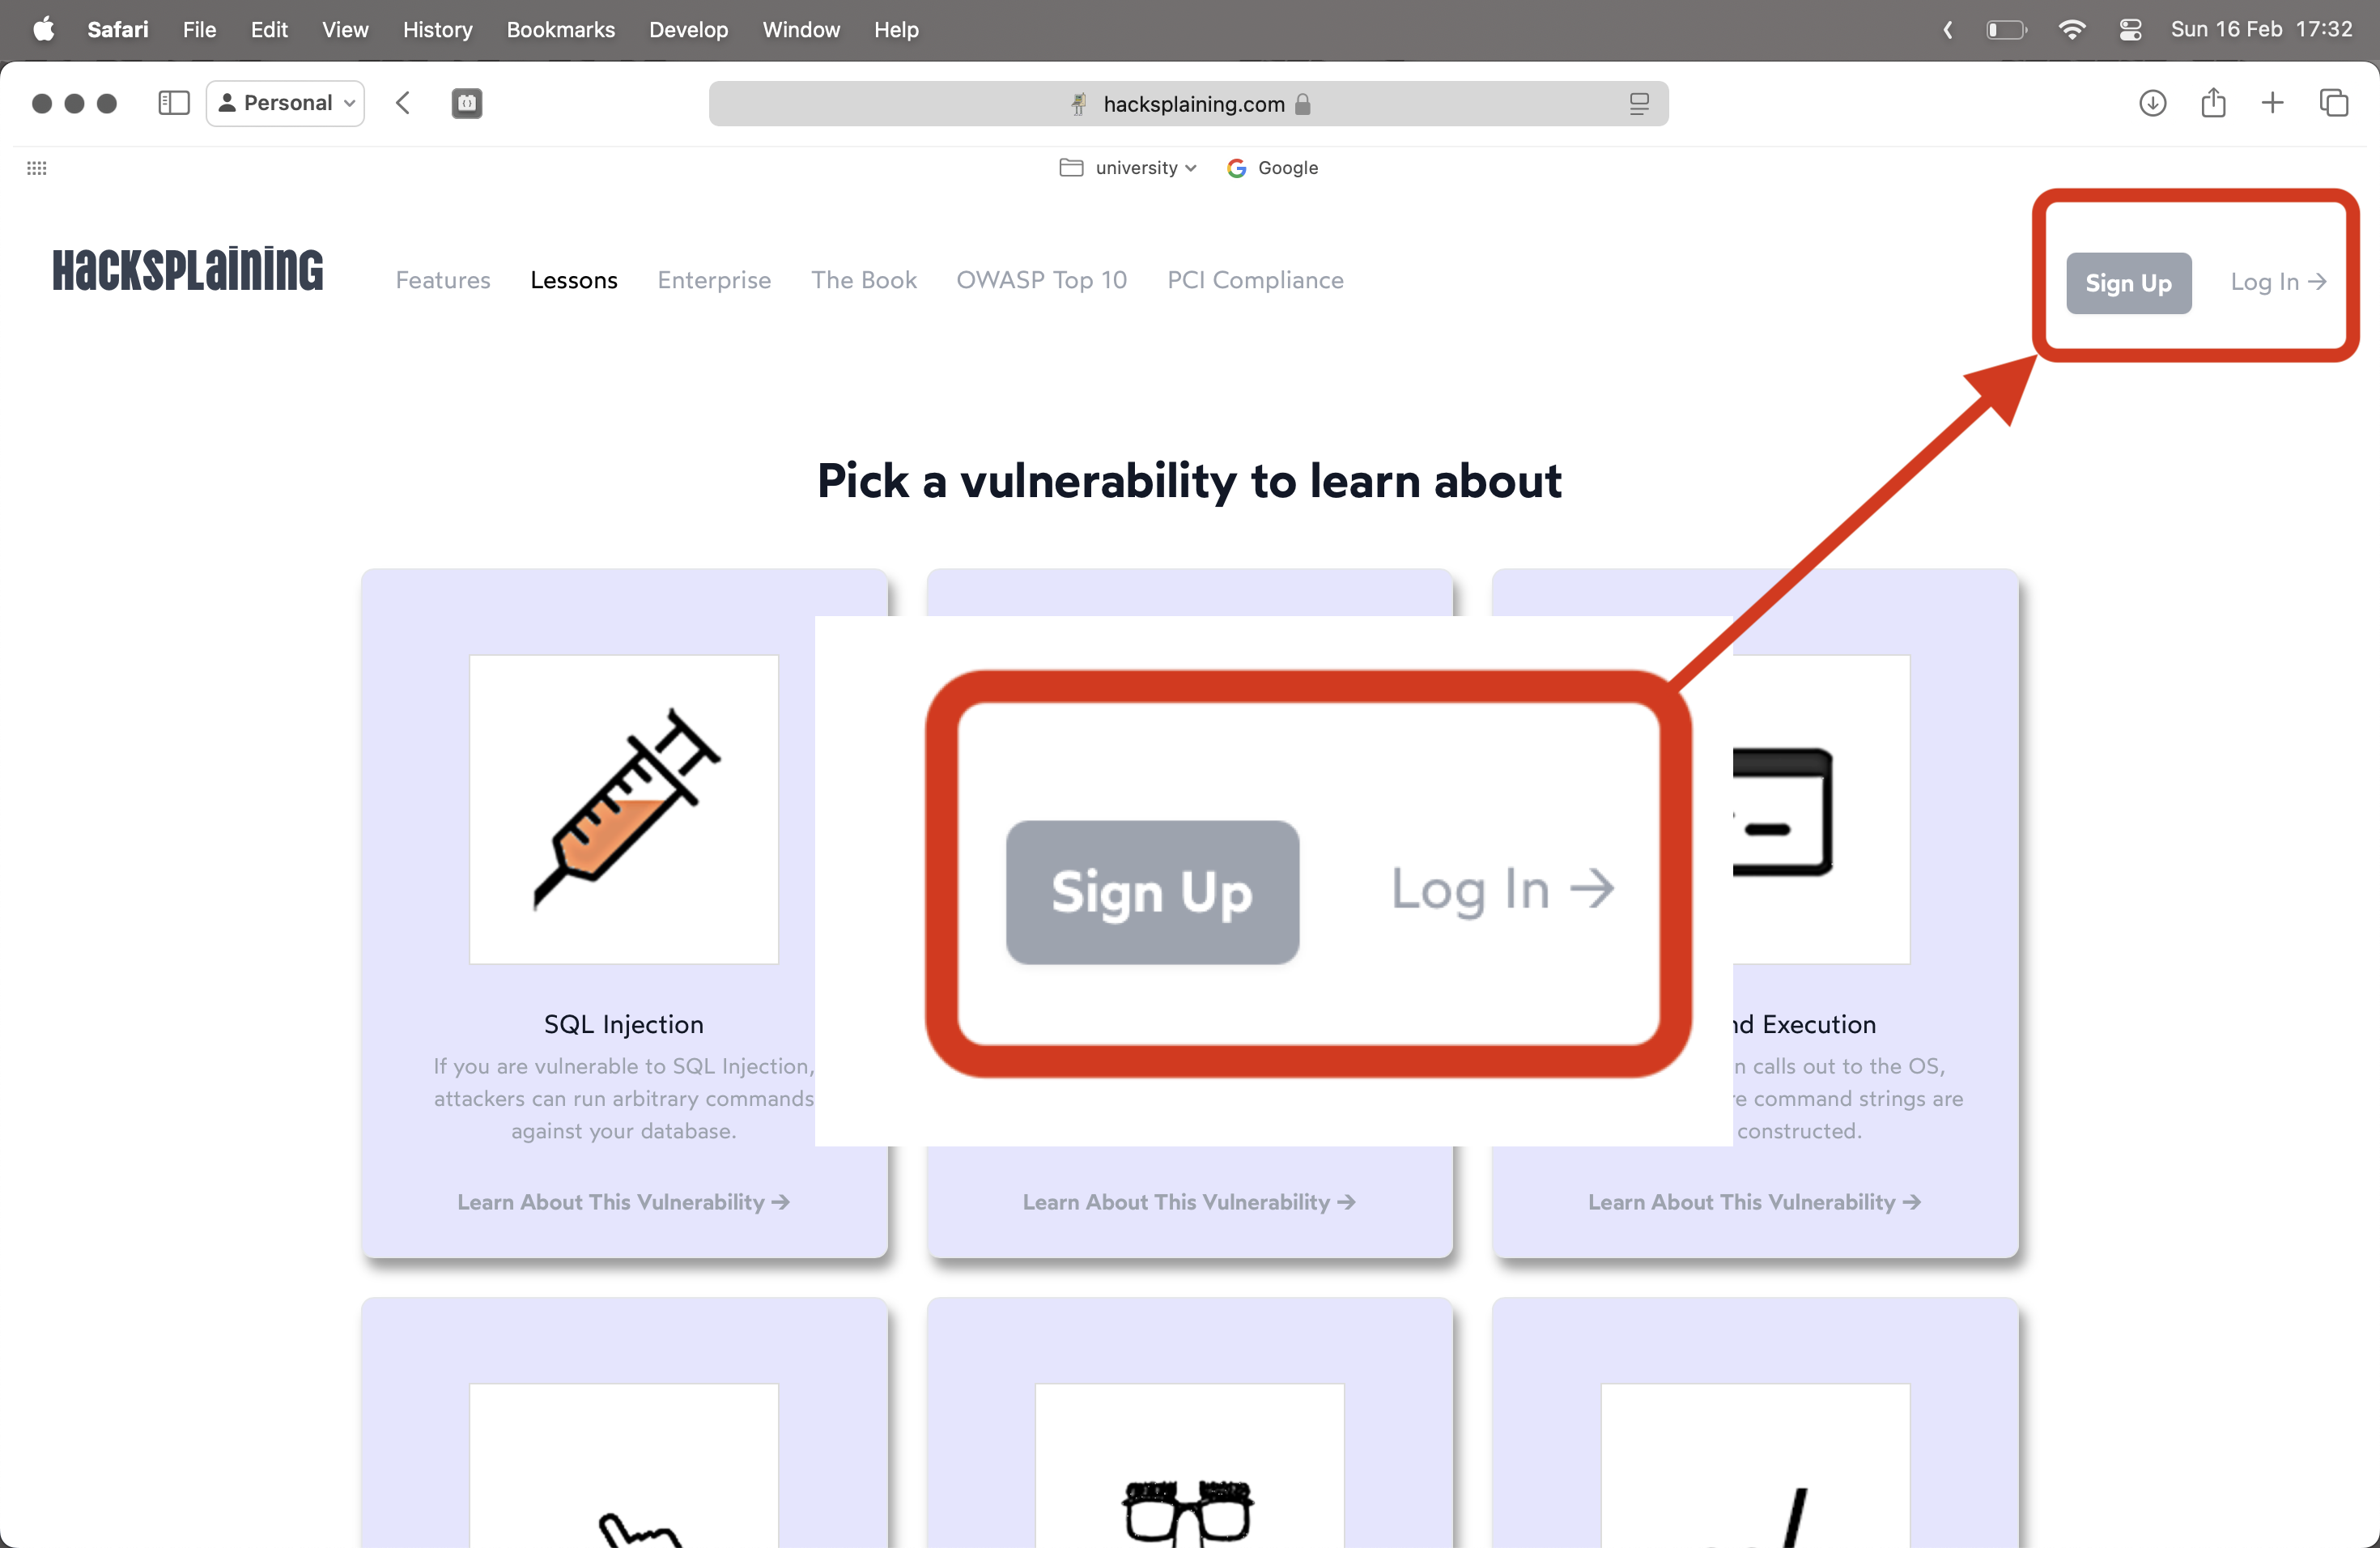 Safari File Edit View History Bookmarks Develop Window Help Sun 16 Feb 17:32
Personal hacksplaining.com
university Google
HACKSPLAINING Features Lessons Enterprise The Book OWASP Top 10 PCI Compliance Sign Up Log In →
Pick a vulnerability to learn about
Sign Up Log In →
SQL Injection
If you are vulnerable to SQL Injection,
attackers can run arbitrary commands
against your database.
Learn About This Vulnerability →
Learn About This Vulnerability →
Execution
calls out to the OS,
command strings are
constructed.
Learn About This Vulnerability →